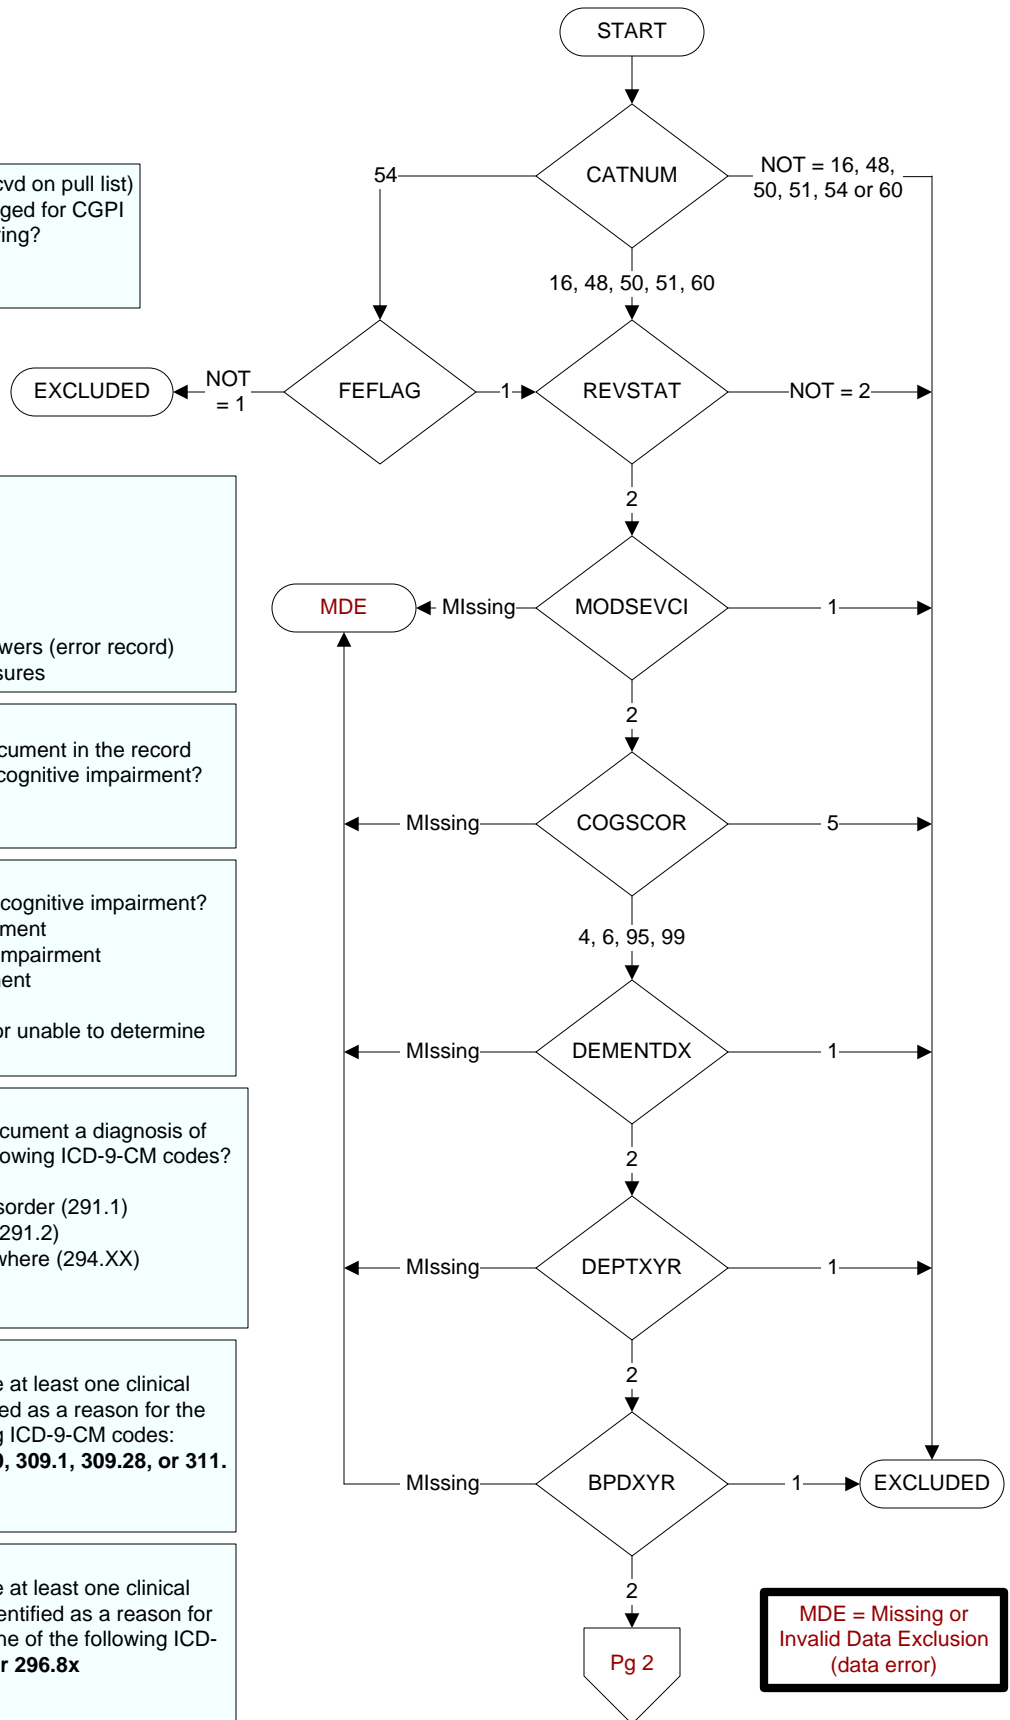 START
CATNUM
NOT = 16, 48,
50, 51, 54 or 60
54
cvd on pull list)
ged for CGPI
ring?
16, 48, 50, 51, 60
EXCLUDED
NOT
= 1
FEFLAG
1
REVSTAT
NOT = 2
2
MDE
MIssing
MODSEVCI
1
wers (error record)
sures
2
cument in the record
cognitive impairment?
MIssing
COGSCOR
5
cognitive impairment?
ment
impairment
ment
or unable to determine
4, 6, 95, 99
MIssing
DEMENTDX
1
cument a diagnosis of
owing ICD-9-CM codes?
sorder (291.1)
291.2)
where (294.XX)
2
MIssing
DEPTXYR
1
e at least one clinical
ed as a reason for the
g ICD-9-CM codes:
0, 309.1, 309.28, or 311.
2
MIssing
BPDXYR
1
EXCLUDED
e at least one clinical
entified as a reason for
ne of the following ICD-
r 296.8x
2
Pg 2
MDE = Missing or
Invalid Data Exclusion
(data error)